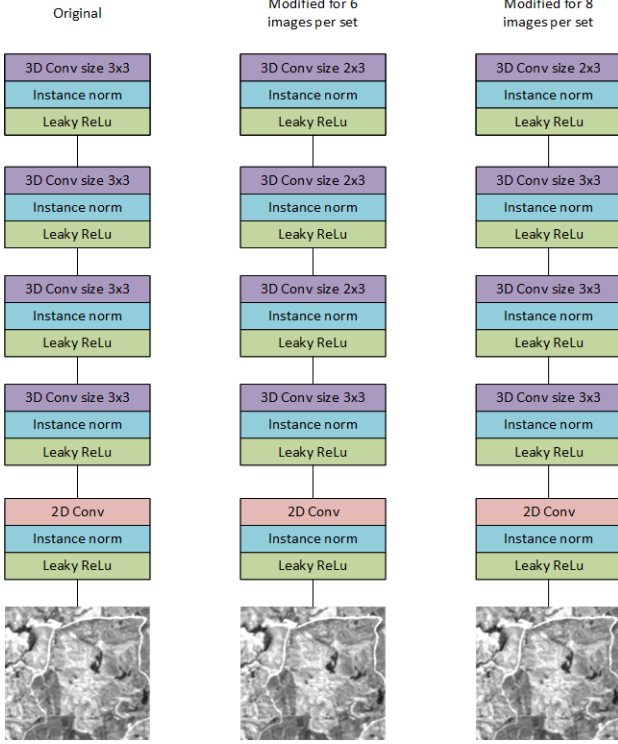 Original
Modified for 6
images per set
Modified for 8
images per set
3D Conv size 3x3
Instance norm
Leaky ReLu
3D Conv size 2x3
Instance norm
Leaky ReLu
3D Conv size 2x3
Instance norm
Leaky ReLu
3D Conv size 3x3
Instance norm
Leaky ReLu
3D Conv size 2x3
Instance norm
Leaky ReLu
3D Conv size 3x3
Instance norm
Leaky ReLu
3D Conv size 3x3
Instance norm
Leaky ReLu
3D Conv size 2x3
Instance norm
Leaky ReLu
3D Conv size 3x3
Instance norm
Leaky ReLu
3D Conv size 3x3
Instance norm
Leaky ReLu
3D Conv size 3x3
Instance norm
Leaky ReLu
3D Conv size 3x3
Instance norm
Leaky ReLu
2D Conv
Instance norm
Leaky ReLu
2D Conv
Instance norm
Leaky ReLu
2D Conv
Instance norm
Leaky ReLu